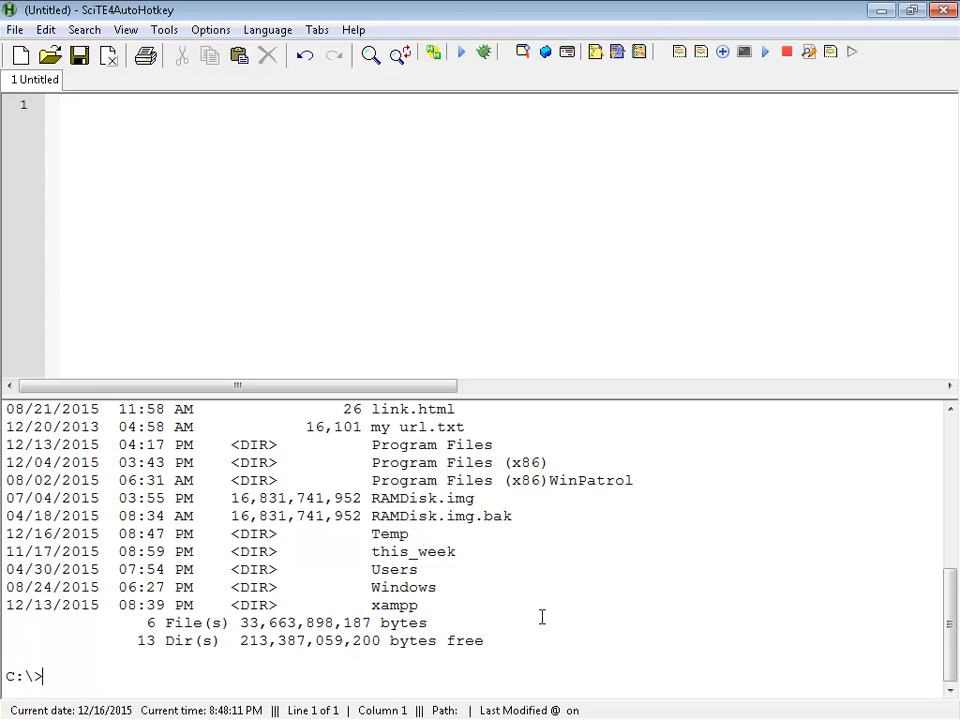 (Untitled) - SciTE4AutoHotkey
File Edit Search View Tools Options Language Tabs Help
1 Untitled
1
08/21/2015 11:58 AM 26 link.html
12/20/2013 04:58 AM 16,101 my url.txt
12/13/2015 04:17 PM <DIR> Program Files
12/04/2015 03:43 PM <DIR> Program Files (x86)
08/02/2015 06:31 AM <DIR> Program Files (x86)WinPatrol
07/04/2015 03:55 PM 16,831,741,952 RAMDisk.img
04/18/2015 08:34 AM 16,831,741,952 RAMDisk.img.bak
12/16/2015 08:47 PM <DIR> Temp
11/17/2015 08:59 PM <DIR> this_week
04/30/2015 07:54 PM <DIR> Users
08/24/2015 06:27 PM <DIR> Windows
12/13/2015 08:39 PM <DIR> xampp
6 File(s) 33,663,898,187 bytes
13 Dir(s) 213,387,059,200 bytes free
C:\>
Current date: 12/16/2015 Current time: 8:48:11 PM ||| Line 1 of 1 | Column 1 ||| Path: | Last Modified @ on